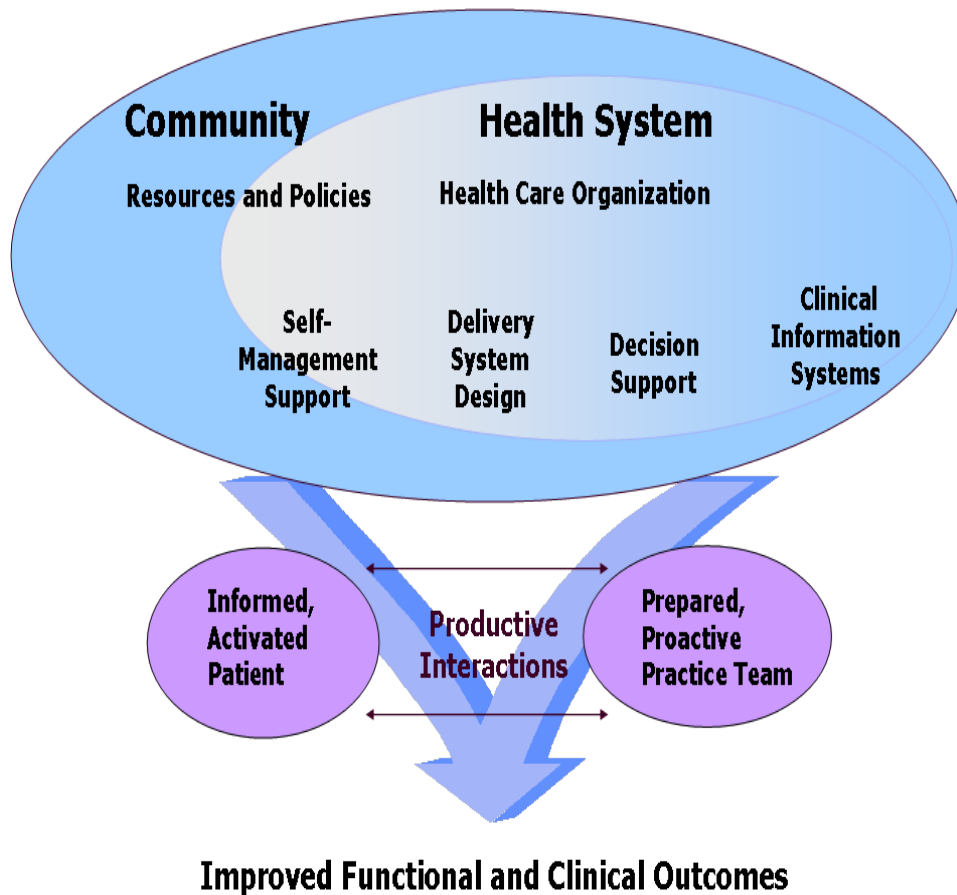 Community
Health System
Resources and Policies
Health Care Organization
Self-
Management
Support
Delivery
System
Design
Decision
Support
Clinical
Information
Systems
Informed,
Activated
Patient
Productive
Interactions
Prepared,
Proactive
Practice Team
Improved Functional and Clinical Outcomes